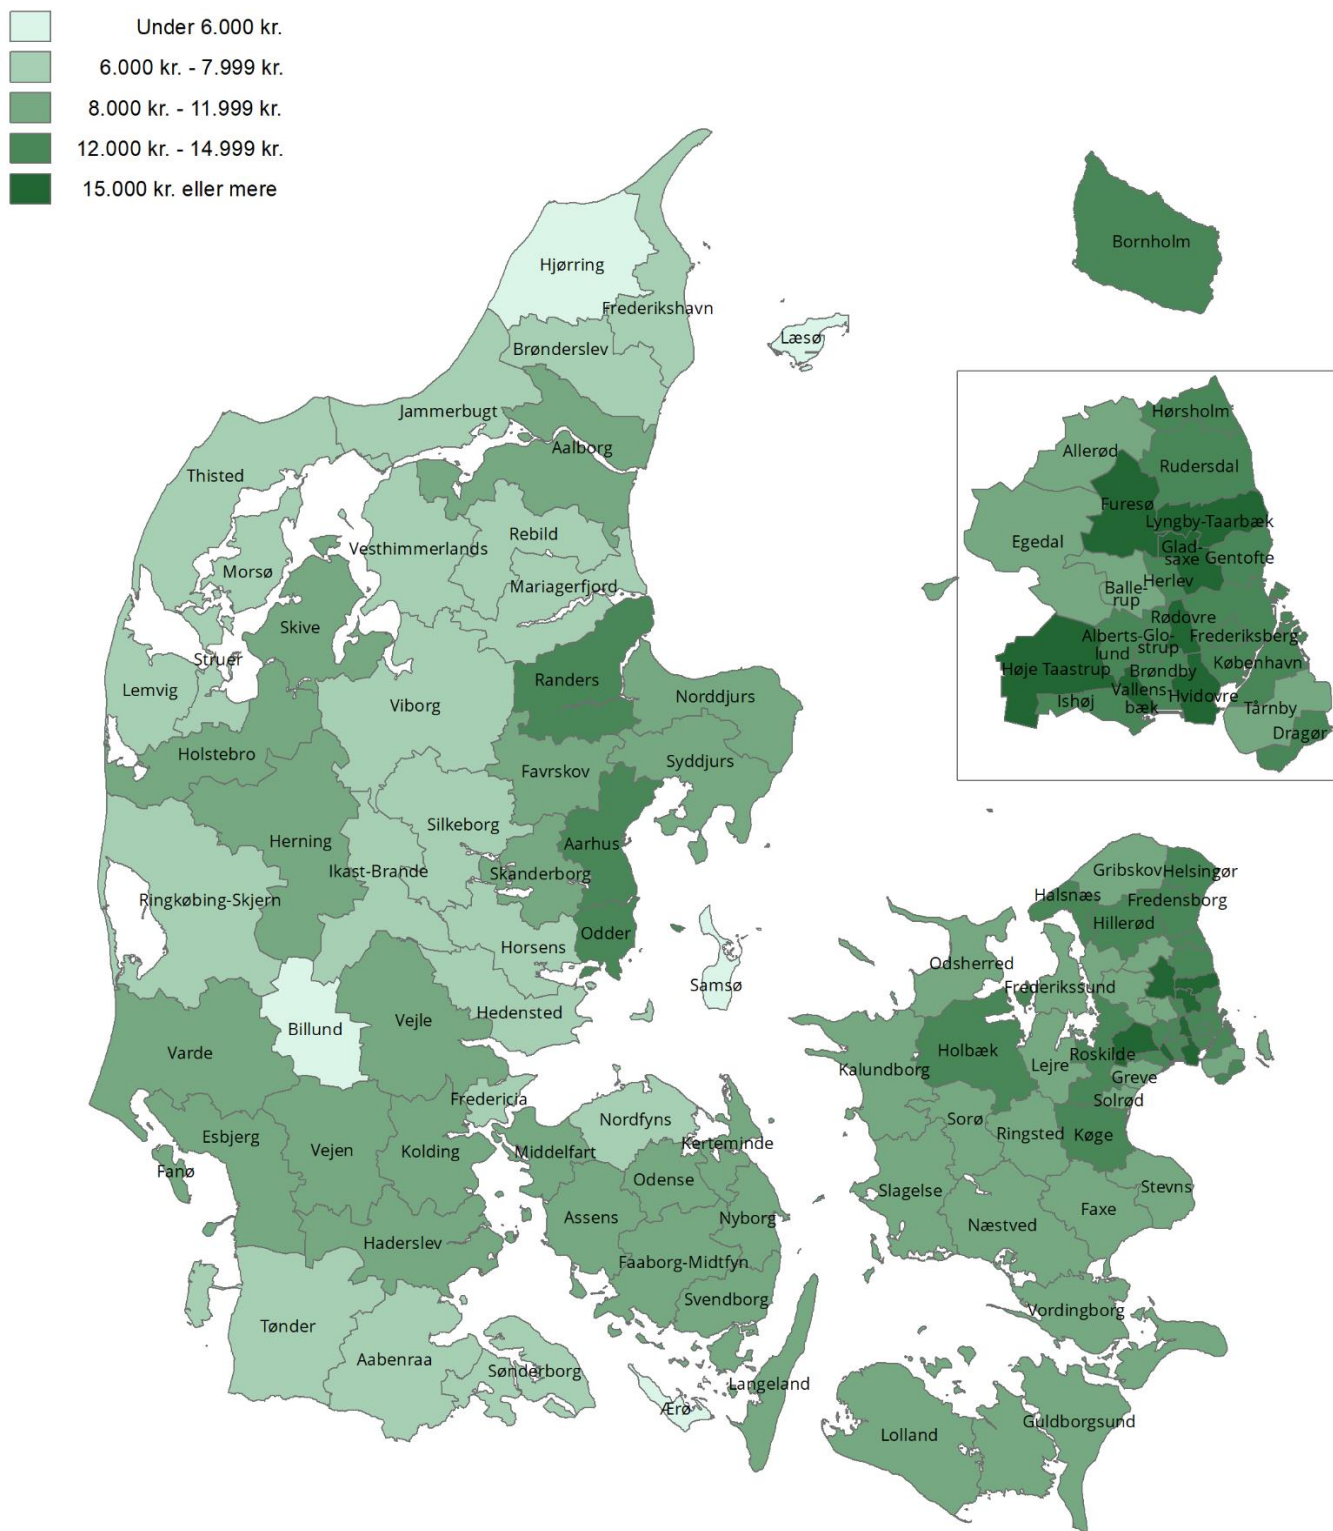 Under 6.000 kr.
6.000 kr. - 7.999 kr.
8.000 kr. - 11.999 kr.
12.000 kr. - 14.999 kr.
15.000 kr. eller mere
Bornholm
Hjørring
Frederikshavn
Læsø
Brønderslev
Jammerbugt
Aalborg
Thisted
Rebild
Vesthimmerlands
Morsø
Mariagerfjord
Skive
Struer
Lemvig
Randers
Norddjurs
Viborg
Holstebro
Favrskov
Syddjurs
Silkeborg
Herning
Aarhus
Ikast-Brande
Skanderborg
Ringkøbing-Skjern
Horsens
Odder
Samsø
Hedensted
Billund
Vejle
Varde
Fredericia
Nordfyns
Esbjerg
Vejen
Kolding
Middelfart
Kerteminde
Fanø
Odense
Assens
Nyborg
Haderslev
Faaborg-Midtfyn
Svendborg
Tønder
Aabenraa
Sønderborg
Langeland
Ærø
Hørsholm
Allerød
Rudersdal
Furesø
Lyngby-Taarbæk
Egedal
Glad-
saxe
Gentofte
Herlev
Balle-
rup
Rødovre
Alberts-
lund
Glo-
strup
Frederiksberg
Høje Taastrup
Brøndby
København
Vallens-
bæk
Hvidovre
Ishøj
Tårnby
Dragør
Gribskov
Helsingør
Halsnæs
Fredensborg
Hillerød
Odsherred
Frederikssund
Holbæk
Roskilde
Kalundborg
Lejre
Greve
Solrød
Sorø
Ringsted
Køge
Slagelse
Stevns
Næstved
Faxe
Vordingborg
Guldborgsund
Lolland